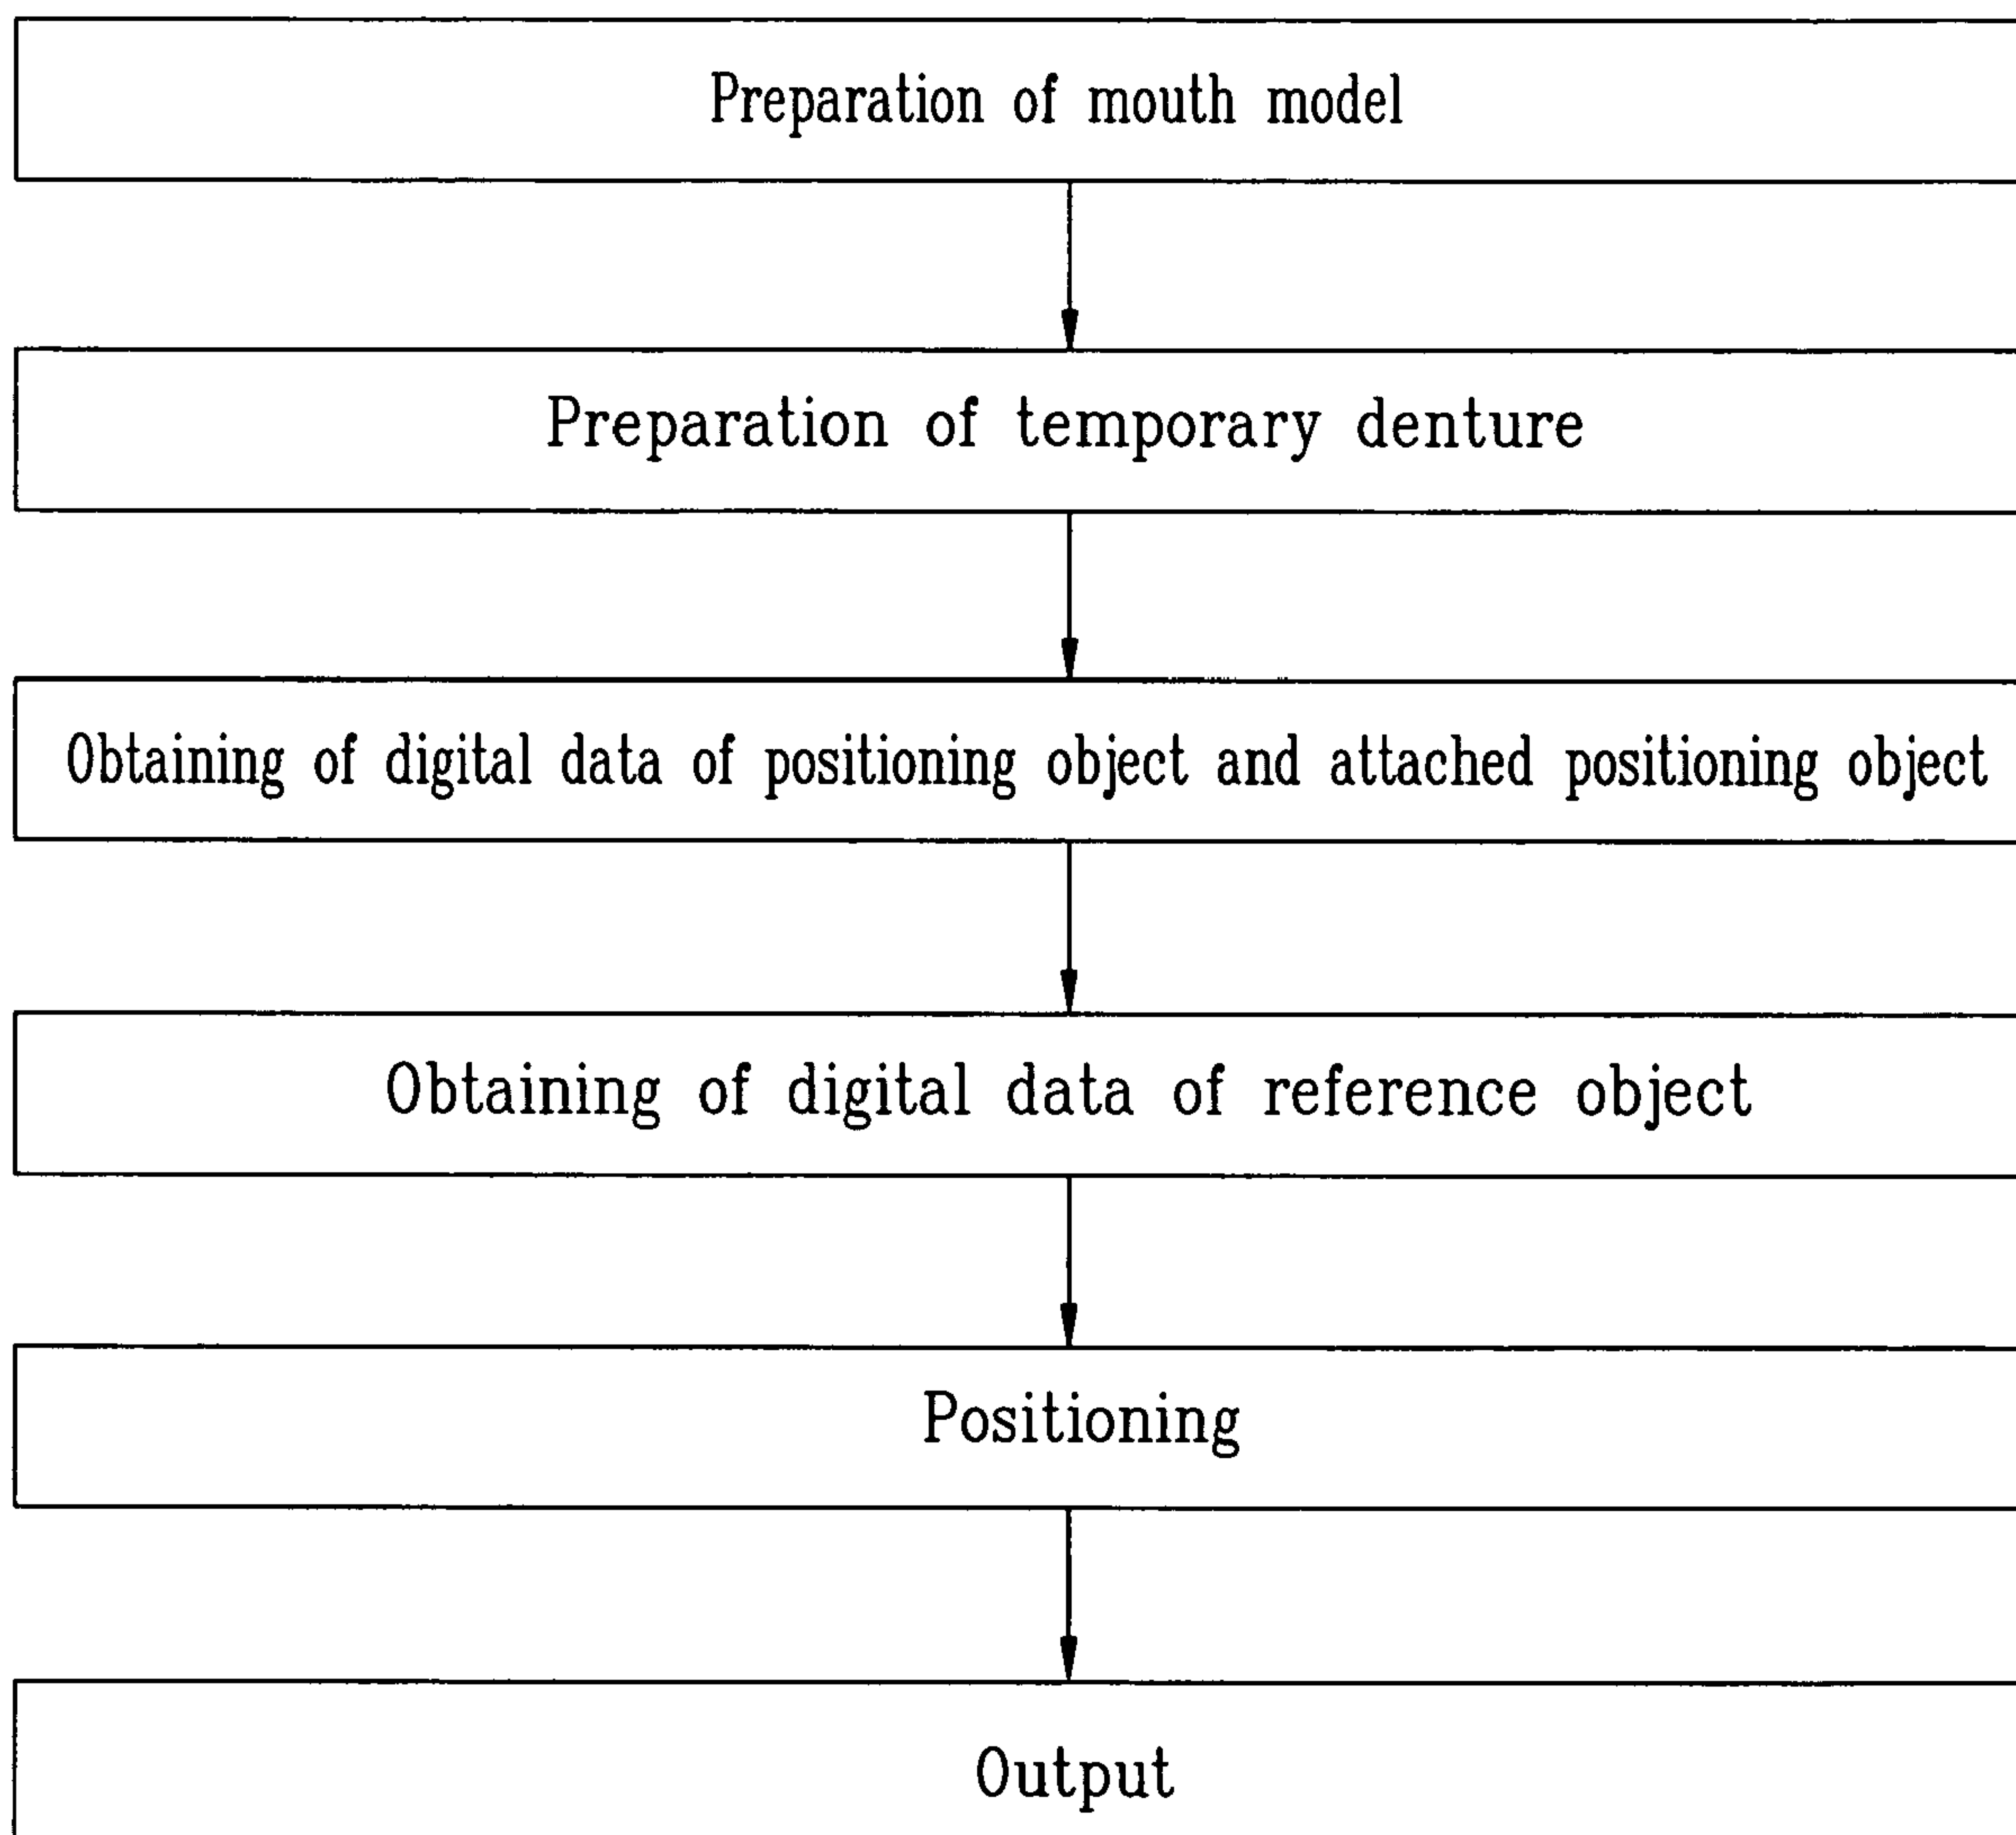 Preparation of mouth model
Preparation of temporary denture
Obtaining of digital data of positioning object and attached positioning object
Obtaining of digital data of reference object
Positioning
Output